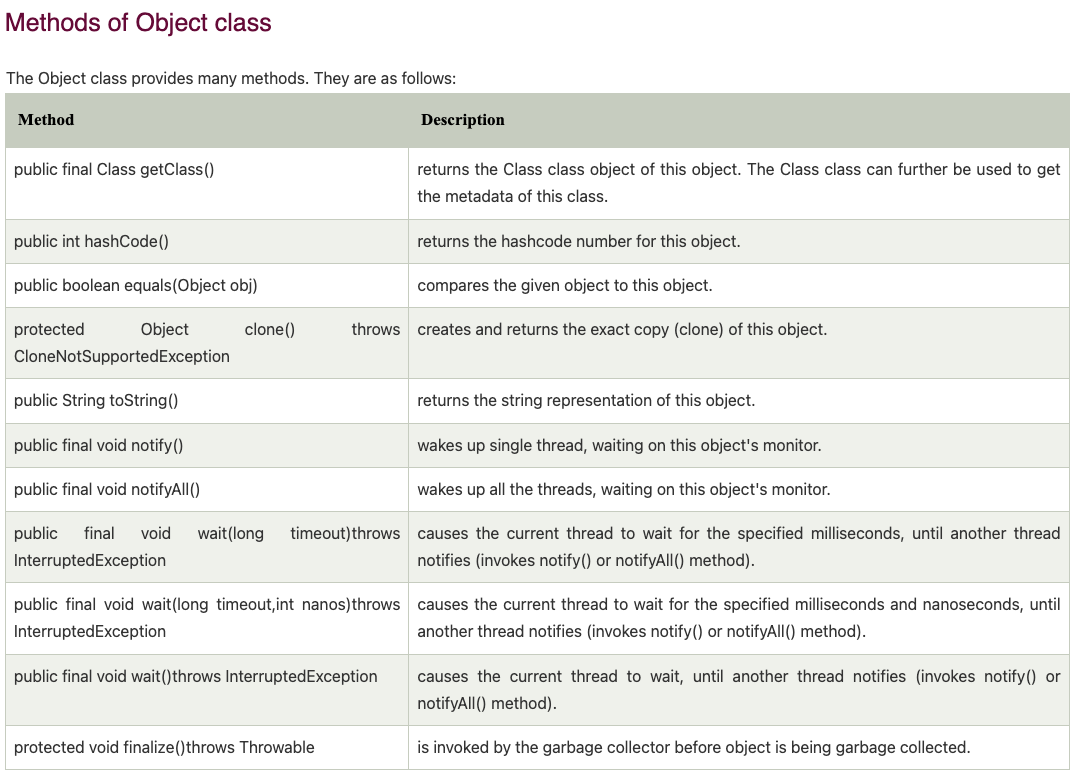 Methods of Object class
The Object class provides many methods. They are as follows:
Method Description
public final Class getClass() returns the Class class object of this object. The Class class can further be used to get
the metadata of this class.
public int hashCode() returns the hashcode number for this object.
public boolean equals(Object obj) compares the given object to this object.
protected Object clone() throws creates and returns the exact copy (clone) of this object.
CloneNotSupportedException
public String toString() returns the string representation of this object.
public final void notify() wakes up single thread, waiting on this object's monitor.
public final void notifyAll() wakes up all the threads, waiting on this object's monitor.
public final void wait(long timeout)throws causes the current thread to wait for the specified milliseconds, until another thread
InterruptedException notifies (invokes notify() or notifyAll() method).
public final void wait(long timeout,int nanos)throws causes the current thread to wait for the specified milliseconds and nanoseconds, until
InterruptedException another thread notifies (invokes notify() or notifyAll() method).
public final void wait()throws InterruptedException causes the current thread to wait, until another thread notifies (invokes notify() or
notifyAll() method).
protected void finalize()throws Throwable is invoked by the garbage collector before object is being garbage collected.